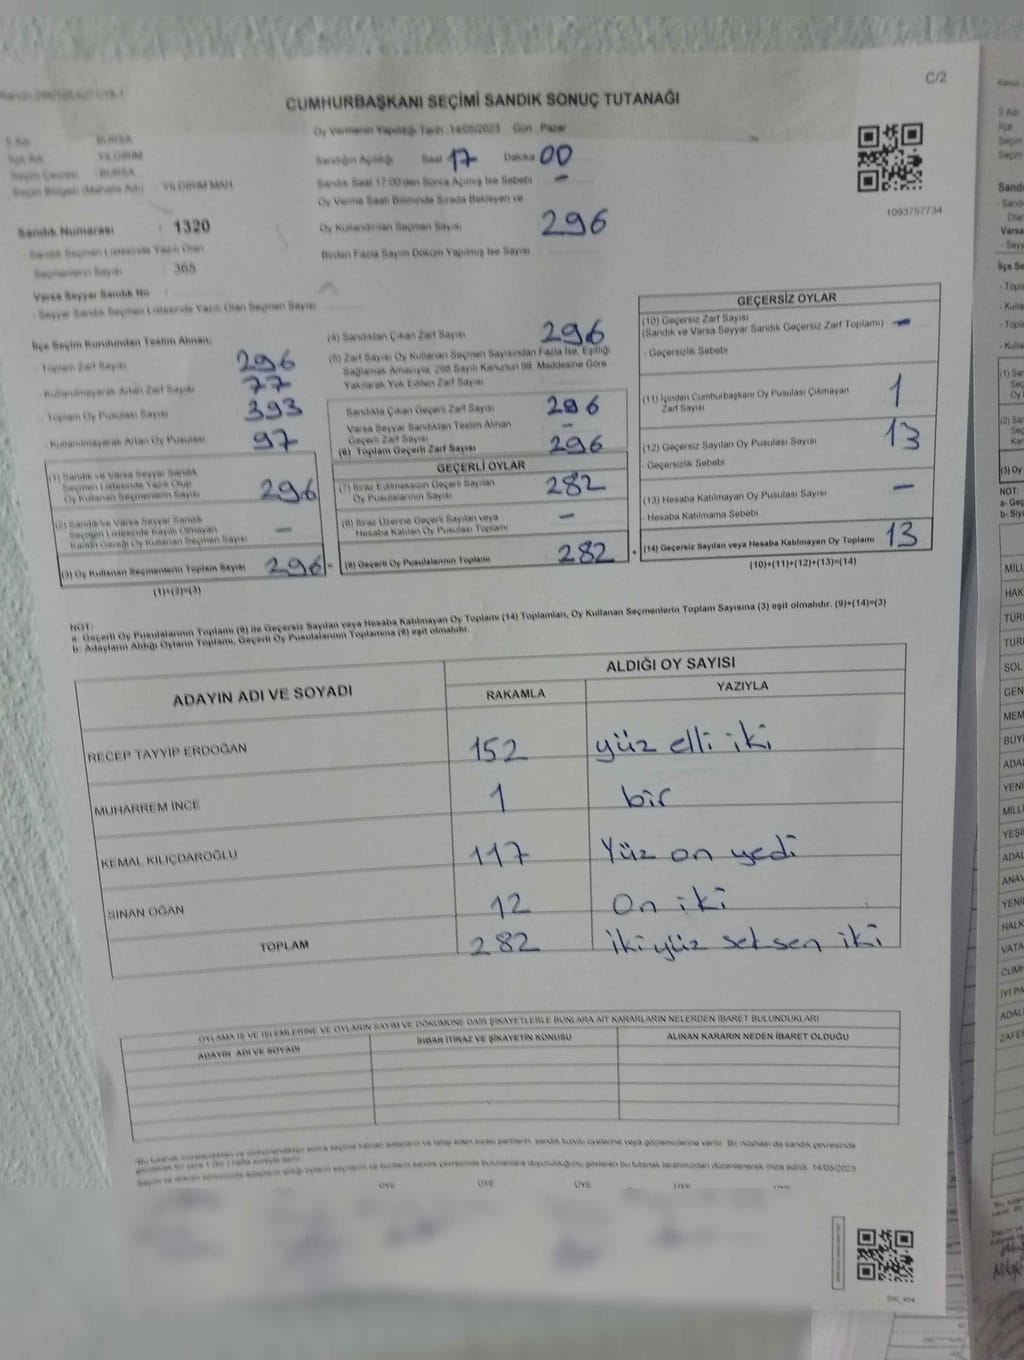 C/2
CUMHURBAŞKANI SEÇİMİ SANDIK SONUÇ TUTANAĞI
İl Adı BURSA
İlçe Adı YILDIRIM
Seçim Çevresi BURSA
Seçim Bölgesi (Mahalle Adı) YILDIRIM MAH.
Sandık Numarası : 1320
Sandık Seçmen Listesinde Yazılı Olan
Seçmenlerin Sayısı : 365
Varsa Seyyar Sandık No
- Seyyar Sandık Seçmen Listesinde Yazılı Olan Seçmen Sayısı
Oy Vermenin Yapıldığı Tarih 14/05/2023 Gün Pazar
Sandığın Açıldığı Saat 17 Dakika 00
Sandık Saat 17:00'den Sonra Açılmış İse Sebebi –
Oy Verme Saati Bitiminde Sırada Bekleyen ve
Oy Kullandırılan Seçmen Sayısı 296
Birden Fazla Sayım Döküm Yapılmış İse Sayısı
1093757734
İlçe Seçim Kurulundan Teslim Alınan;
- Toplam Zarf Sayısı 296
- Kullanılmayarak Artan Zarf Sayısı 77
- Toplam Oy Pusulası Sayısı 393
- Kullanılmayarak Artan Oy Pusulası 97
(1) Sandık ve Varsa Seyyar Sandık
Seçmen Listesinde Yazılı Olup
Oy Kullanan Seçmenlerin Sayısı 296
(2) Sandık ve Varsa Seyyar Sandık
Seçmen Listesinde Kayıtlı Olmayan
Kanun Gereği Oy Kullanan Seçmen Sayısı –
(3) Oy Kullanan Seçmenlerin Toplam Sayısı 296 =
(1)+(2)=(3)
(4) Sandıktan Çıkan Zarf Sayısı 296
(5) Zarf Sayısı Oy Kullanan Seçmen Sayısından Fazla İse, Eşitliği
Sağlamak Amacıyla, 298 Sayılı Kanunun 98. Maddesine Göre
Yakılarak Yok Edilen Zarf Sayısı
Sandıkta Çıkan Geçerli Zarf Sayısı 296
Varsa Seyyar Sandıktan Teslim Alınan
Geçerli Zarf Sayısı –
(6) Toplam Geçerli Zarf Sayısı 296
GEÇERLİ OYLAR
(7) İtiraz Edilmeksizin Geçerli Sayılan
Oy Pusulalarının Sayısı 282
(8) İtiraz Üzerine Geçerli Sayılan veya
Hesaba Katılan Oy Pusulası Toplamı –
(9) Geçerli Oy Pusulalarının Toplamı 282 +
GEÇERSİZ OYLAR
(10) Geçersiz Zarf Sayısı
(Sandık ve Varsa Seyyar Sandık Geçersiz Zarf Toplamı) –
- Geçersizlik Sebebi
(11) İçinden Cumhurbaşkanı Oy Pusulası Çıkmayan
Zarf Sayısı 1
(12) Geçersiz Sayılan Oy Pusulası Sayısı 13
- Geçersizlik Sebebi
(13) Hesaba Katılmayan Oy Pusulası Sayısı –
- Hesaba Katılmama Sebebi
(14) Geçersiz Sayılan veya Hesaba Katılmayan Oy Toplamı 13
(10)+(11)+(12)+(13)=(14)
NOT:
a- Geçerli Oy Pusulalarının Toplamı (9) ile Geçersiz Sayılan veya Hesaba Katılmayan Oy Toplamı (14) Toplamları, Oy Kullanan Seçmenlerin Toplam Sayısına (3) eşit olmalıdır. (9)+(14)=(3)
b- Adayların Aldığı Oyların Toplamı, Geçerli Oy Pusulalarının Toplamına (9) eşit olmalıdır.
ADAYIN ADI VE SOYADI
ALDIĞI OY SAYISI
RAKAMLA YAZIYLA
RECEP TAYYİP ERDOĞAN 152 yüz elli iki
MUHARREM İNCE 1 bir
KEMAL KILIÇDAROĞLU 117 Yüz on yedi
SİNAN OĞAN 12 On iki
TOPLAM 282 iki yüz seksen iki
OYLAMA İŞ VE İŞLEMLERİNE VE OYLARIN SAYIM VE DÖKÜMÜNE DAİR ŞİKAYETLERLE BUNLARA AİT KARARLARIN NELERDEN İBARET BULUNDUKLARI
ADAYIN ADI VE SOYADI
İHBAR İTİRAZ VE ŞİKAYETİN KONUSU
ALINAN KARARIN NEDEN İBARET OLDUĞU
ÜYE ÜYE ÜYE ÜYE